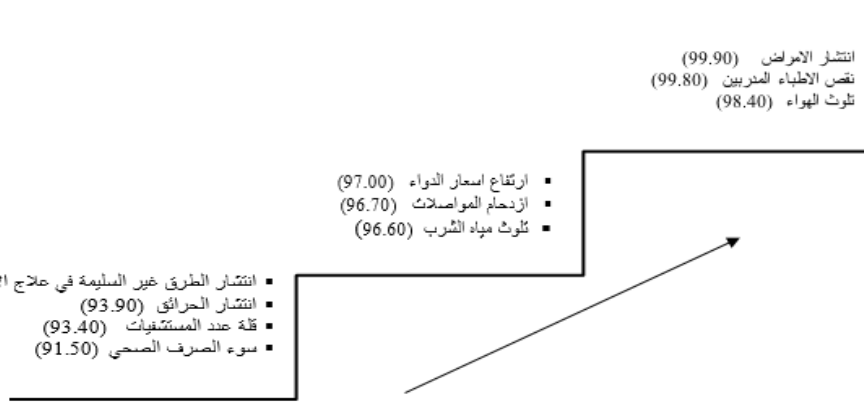 انتشار الامراض (99.90)
نقص الاطباء المدربين (99.80)
تلوث الهواء (98.40)
▪ ارتفاع اسعار الدواء (97.00)
▪ ازدحام المواصلات (96.70)
▪ تلوث مياه الشرب (96.60)
▪ انتشار الطرق غير السليمة في علاج
▪ انتشار الحرائق (93.90)
▪ قلة عدد المستشفيات (93.40)
▪ سوء الصرف الصحي (91.50)